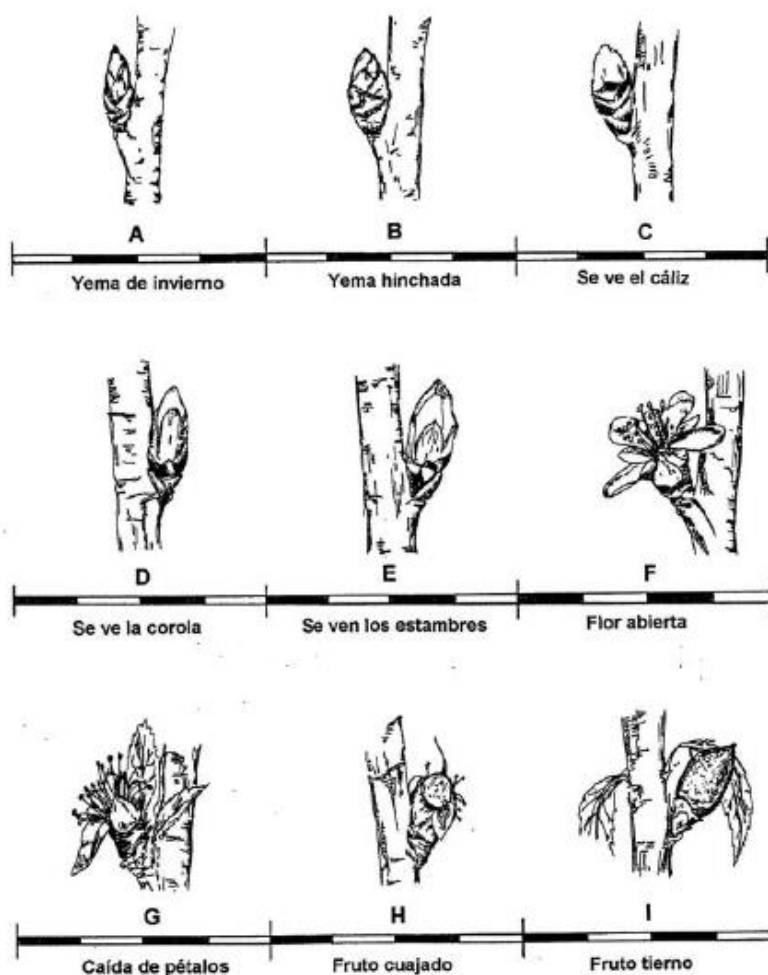 A B C
Yema de invierno Yema hinchada Se ve el cáliz
D E F
Se ve la corola Se ven los estambres Flor abierta
G H I
Caída de pétalos Fruto cuajado Fruto tierno